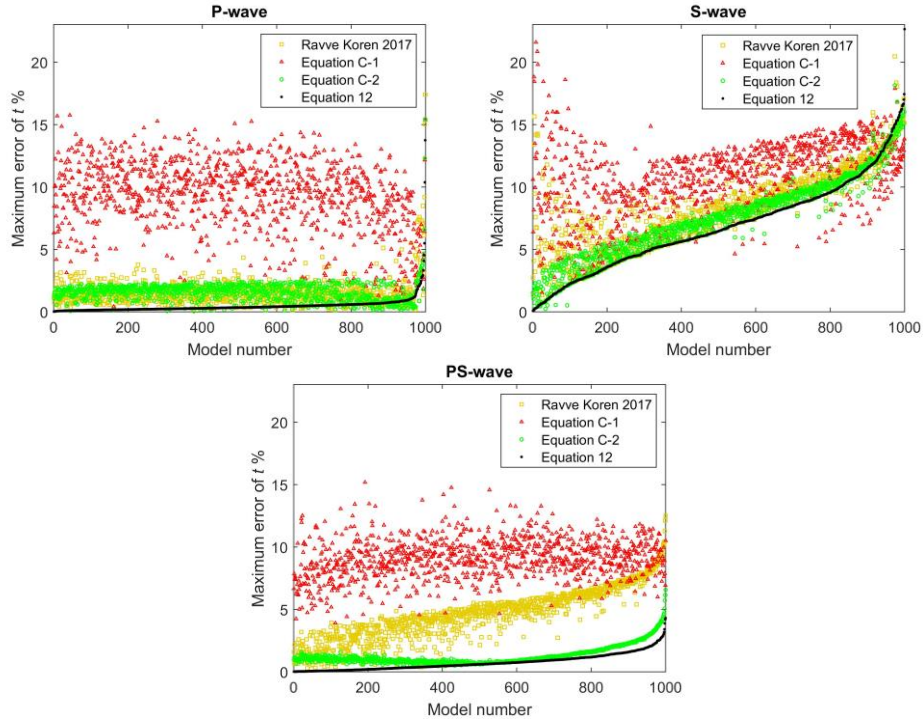 P-wave
Maximum error of t %
20
15
10
5
0
Ravve Koren 2017
Equation C-1
Equation C-2
Equation 12
0 200 400 600 800 1000
Model number
S-wave
Maximum error of t %
20
15
10
5
0
Ravve Koren 2017
Equation C-1
Equation C-2
Equation 12
0 200 400 600 800 1000
Model number
PS-wave
Maximum error of t %
20
15
10
5
0
Ravve Koren 2017
Equation C-1
Equation C-2
Equation 12
0 200 400 600 800 1000
Model number